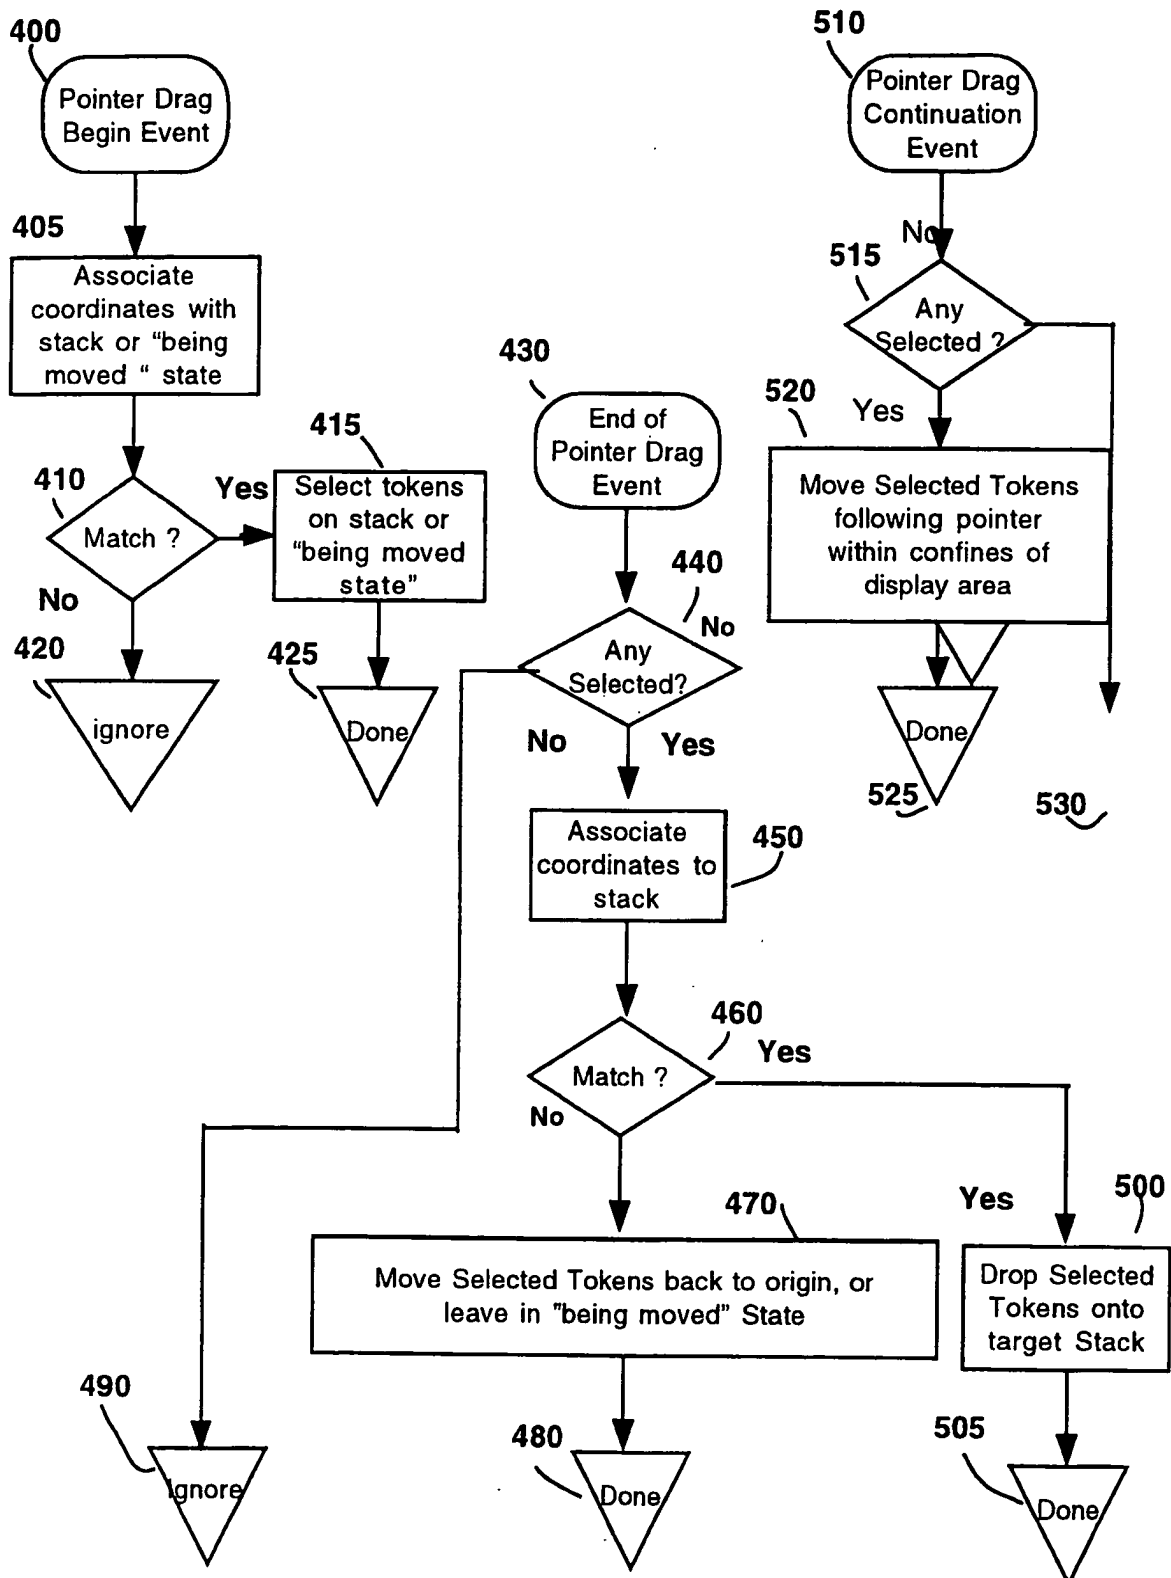 400
Pointer Drag
Begin Event
405
Associate
coordinates with
stack or "being
moved " state
410
Match ?
Yes
No
415
Select tokens
on stack or
"being moved
state"
420
ignore
425
Done
430
End of
Pointer Drag
Event
440
No
Any
Selected?
No
Yes
Associate
coordinates to
stack
450
460
Match ?
Yes
No
470
Move Selected Tokens back to origin, or
leave in "being moved" State
Yes
500
Drop Selected
Tokens onto
target Stack
490
Ignore
480
Done
505
Done
510
Pointer Drag
Continuation
Event
No
515
Any
Selected ?
520
Yes
Move Selected Tokens
following pointer
within confines of
display area
Done
525
530